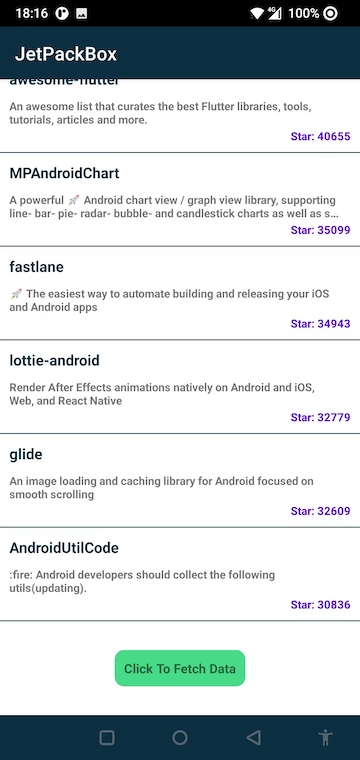 18:16
4G
100%
JetPackBox
awesome-flutter
An awesome list that curates the best Flutter libraries, tools,
tutorials, articles and more.
Star: 40655
MPAndroidChart
A powerful 🚀 Android chart view / graph view library, supporting
line- bar- pie- radar- bubble- and candlestick charts as well as s…
Star: 35099
fastlane
🚀 The easiest way to automate building and releasing your iOS
and Android apps
Star: 34943
lottie-android
Render After Effects animations natively on Android and iOS,
Web, and React Native
Star: 32779
glide
An image loading and caching library for Android focused on
smooth scrolling
Star: 32609
AndroidUtilCode
:fire: Android developers should collect the following
utils(updating).
Star: 30836
Click To Fetch Data